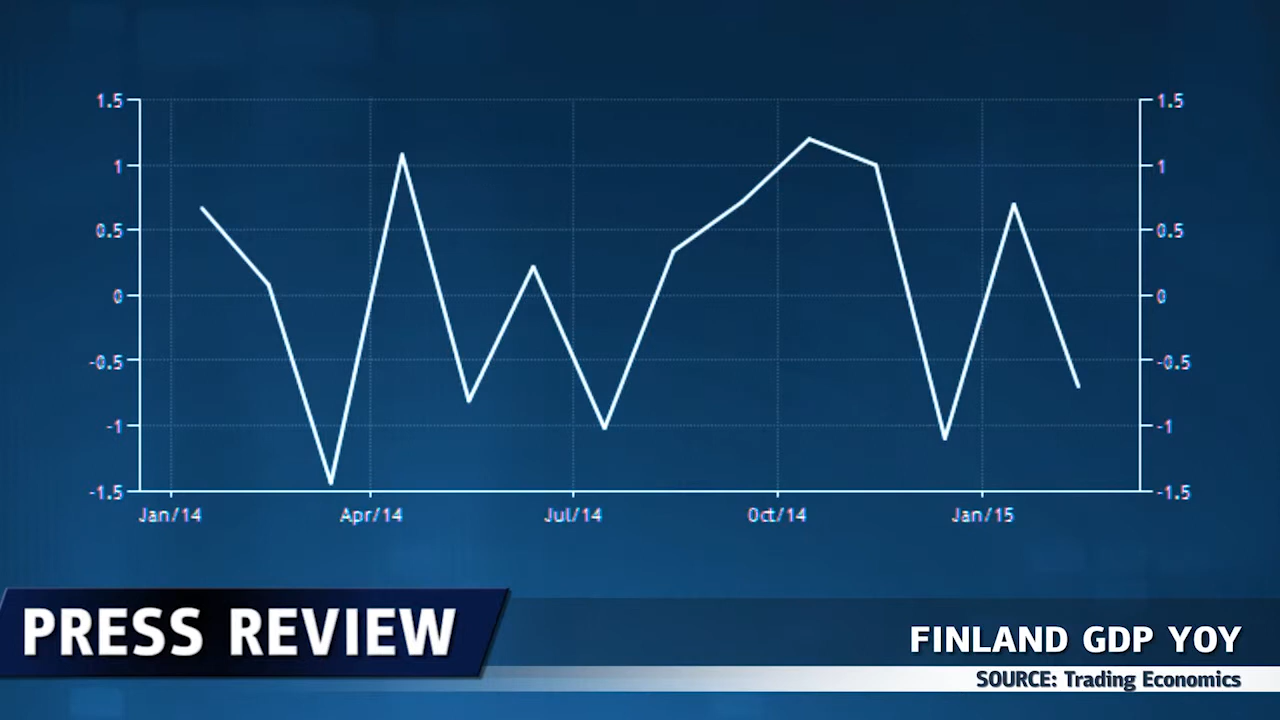 1.5 1.5
1 1
0.5 0.5
0 0
-0.5 -0.5
-1 -1
-1.5 -1.5
Jan/14 Apr/14 Jul/14 Oct/14 Jan/15
PRESS REVIEW
FINLAND GDP YOY
SOURCE: Trading Economics